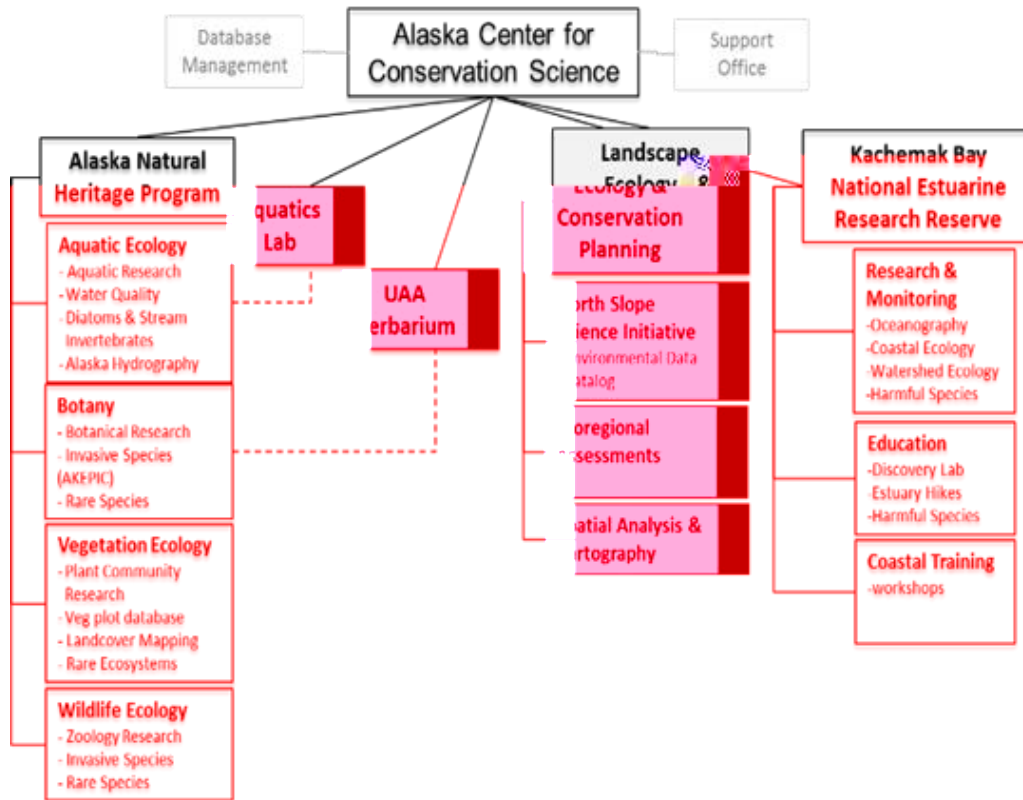 Database
Management
Alaska Center for
Conservation Science
Support
Office
Alaska Natural
Heritage Program
Aquatic Ecology
- Aquatic Research
- Water Quality
- Diatoms & Stream
Invertebrates
- Alaska Hydrography
Botany
- Botanical Research
- Invasive Species
(AKEPIC)
- Rare Species
Vegetation Ecology
- Plant Community
Research
- Veg plot database
- Landcover Mapping
- Rare Ecosystems
Wildlife Ecology
- Zoology Research
- Invasive Species
- Rare Species
quatics
Lab
UAA
erbarium
Landscape
Ecology &
Conservation
Planning
orth Slope
ience Initiative
nvironmental Data
atalog
oregional
ssessments
patial Analysis &
artography
Kachemak Bay
National Estuarine
Research Reserve
Research &
Monitoring
-Oceanography
-Coastal Ecology
-Watershed Ecology
-Harmful Species
Education
-Discovery Lab
-Estuary Hikes
-Harmful Species
Coastal Training
-workshops